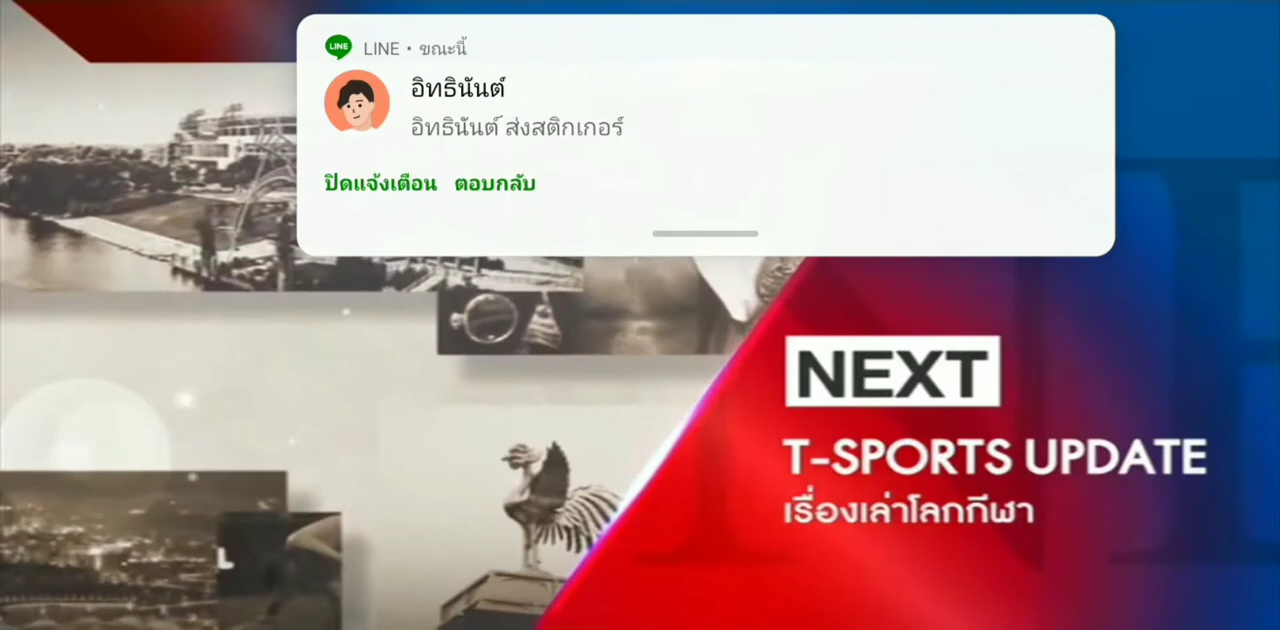 LINE
LINE • ขณะนี้
อิทธินันต์
อิทธินันต์ ส่งสติกเกอร์
ปิดแจ้งเตือน ตอบกลับ
NEXT
T-SPORTS UPDATE
เรื่องเล่าโลกกีฬา